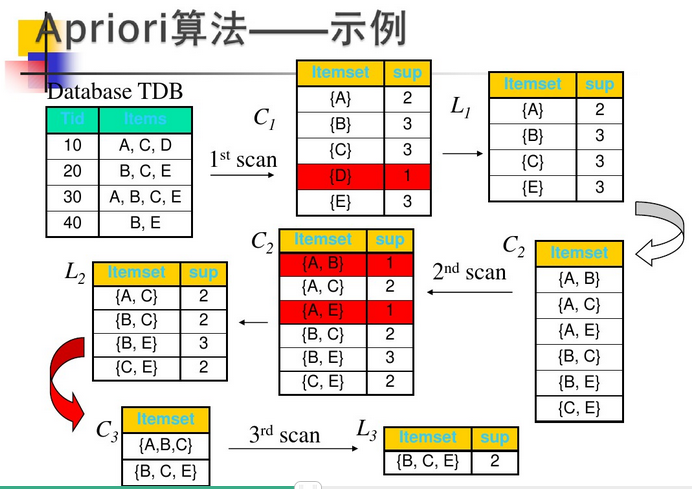 Apriori算法——示例
Database TDB
Tid Items
10 A, C, D
20 B, C, E
30 A, B, C, E
40 B, E
1st scan
C1
Itemset sup
{A} 2
{B} 3
{C} 3
{D} 1
{E} 3
L1
Itemset sup
{A} 2
{B} 3
{C} 3
{E} 3
C2
Itemset
{A, B}
{A, C}
{A, E}
{B, C}
{B, E}
{C, E}
2nd scan
C2
Itemset sup
{A, B} 1
{A, C} 2
{A, E} 1
{B, C} 2
{B, E} 3
{C, E} 2
L2
Itemset sup
{A, C} 2
{B, C} 2
{B, E} 3
{C, E} 2
C3
Itemset
{A,B,C}
{B, C, E}
3rd scan
L3
Itemset sup
{B, C, E} 2